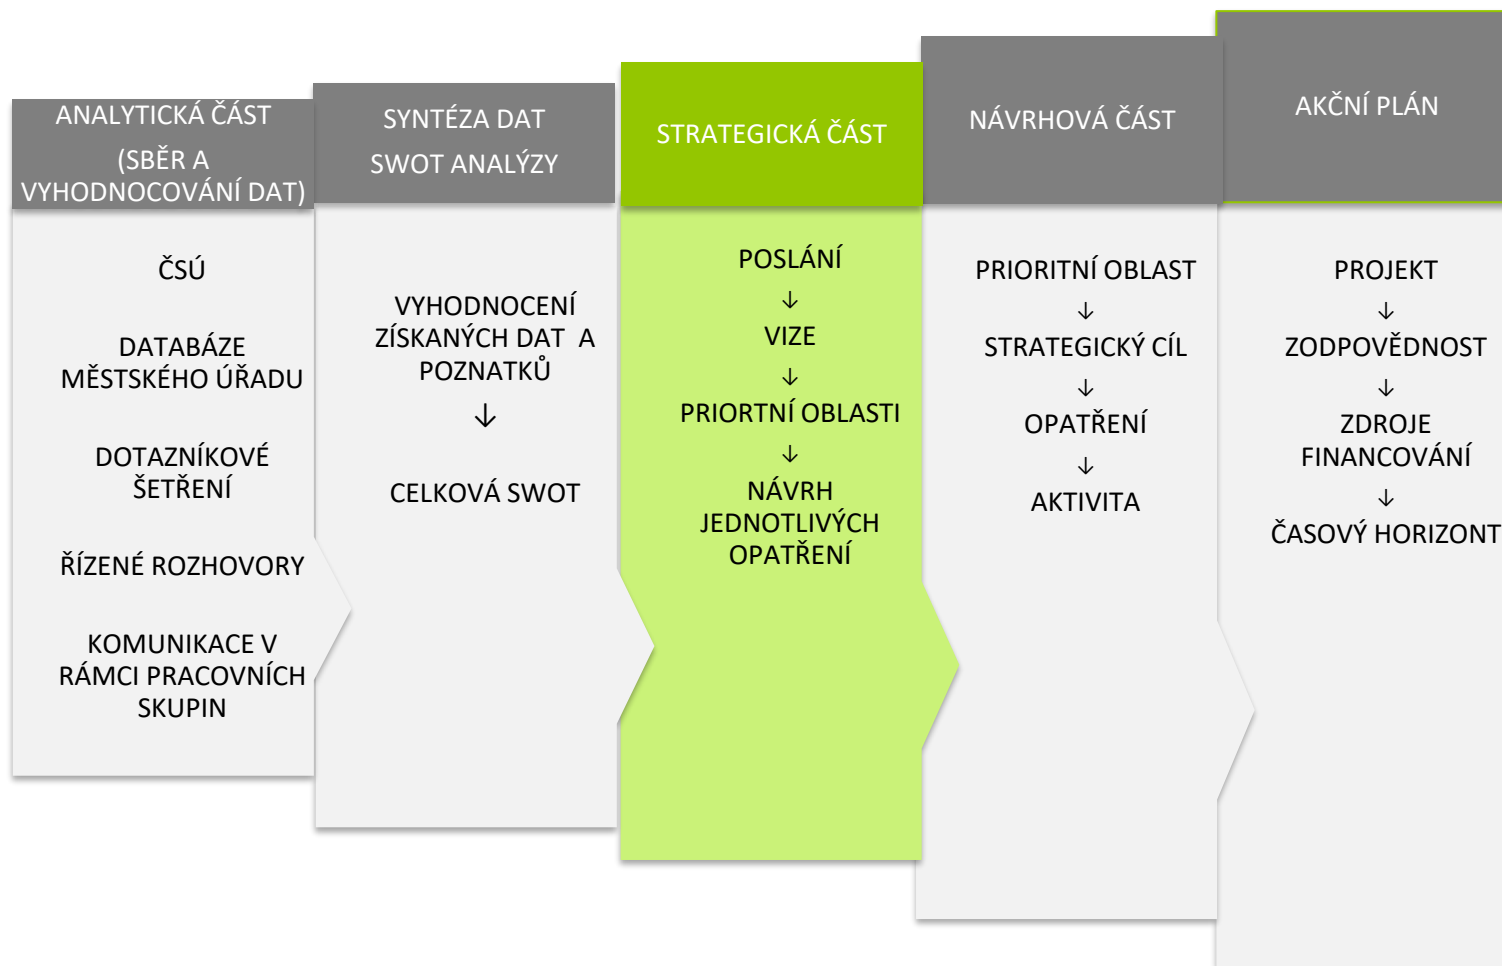 ANALYTICKÁ ČÁST
(SBĚR A
VYHODNOCOVÁNÍ DAT)
ČSÚ
DATABÁZE
MĚSTSKÉHO ÚŘADU
DOTAZNÍKOVÉ
ŠETŘENÍ
ŘÍZENÉ ROZHOVORY
KOMUNIKACE V
RÁMCI PRACOVNÍCH
SKUPIN
SYNTÉZA DAT
SWOT ANALÝZY
VYHODNOCENÍ
ZÍSKANÝCH DAT A
POZNATKŮ
↓
CELKOVÁ SWOT
STRATEGICKÁ ČÁST
POSLÁNÍ
↓
VIZE
↓
PRIORTNÍ OBLASTI
↓
NÁVRH
JEDNOTLIVÝCH
OPATŘENÍ
NÁVRHOVÁ ČÁST
PRIORITNÍ OBLAST
↓
STRATEGICKÝ CÍL
↓
OPATŘENÍ
↓
AKTIVITA
AKČNÍ PLÁN
PROJEKT
↓
ZODPOVĚDNOST
↓
ZDROJE
FINANCOVÁNÍ
↓
ČASOVÝ HORIZONT